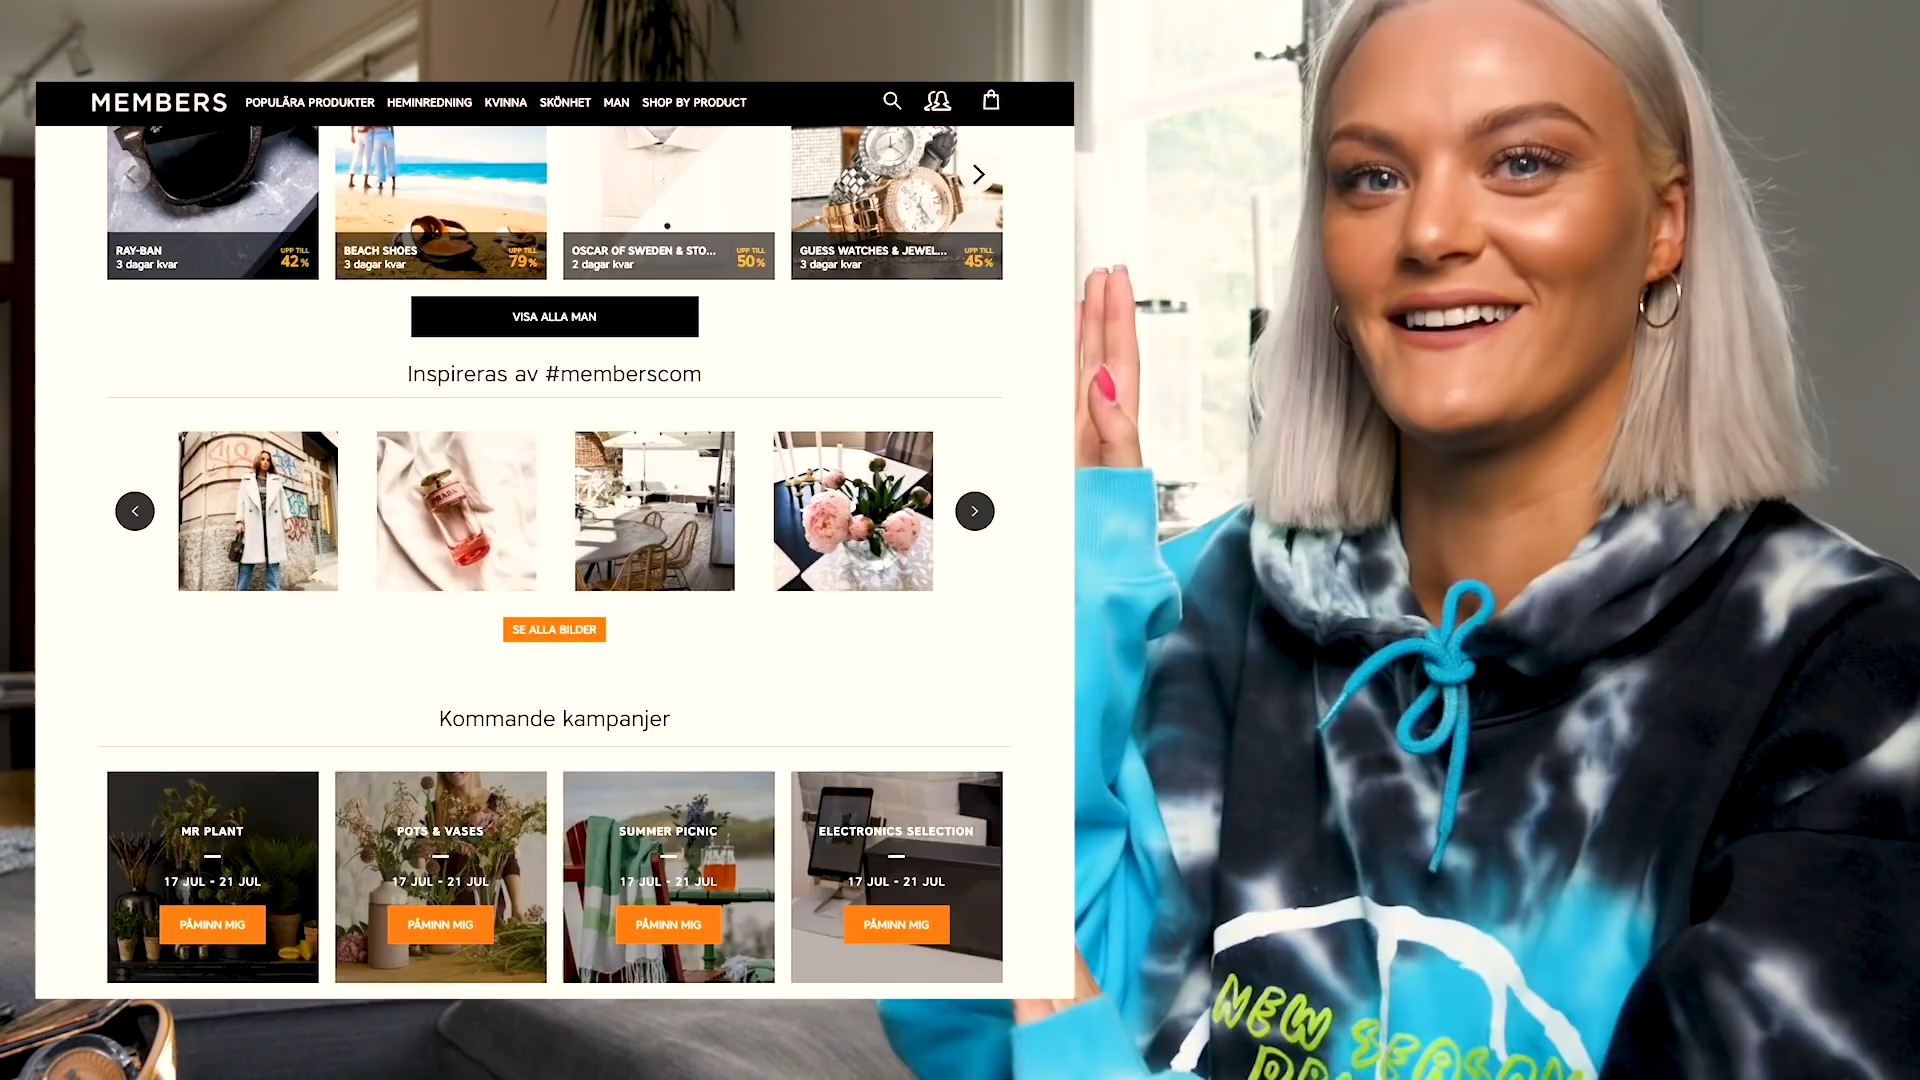 MEMBERS POPULÄRA PRODUKTER HEMINREDNING KVINNA SKÖNHET MAN SHOP BY PRODUCT
RAY-BAN
3 dagar kvar
UPP TILL
42%
BEACH SHOES
3 dagar kvar
UPP TILL
79%
OSCAR OF SWEDEN & STO...
2 dagar kvar
UPP TILL
50%
GUESS WATCHES & JEWEL...
3 dagar kvar
UPP TILL
45%
VISA ALLA MAN
Inspireras av #memberscom
PRADA
SE ALLA BILDER
Kommande kampanjer
MR PLANT
17 JUL - 21 JUL
PÅMINN MIG
POTS & VASES
17 JUL - 21 JUL
PÅMINN MIG
SUMMER PICNIC
17 JUL - 21 JUL
PÅMINN MIG
ELECTRONICS SELECTION
17 JUL - 21 JUL
PÅMINN MIG
NEW SEASON